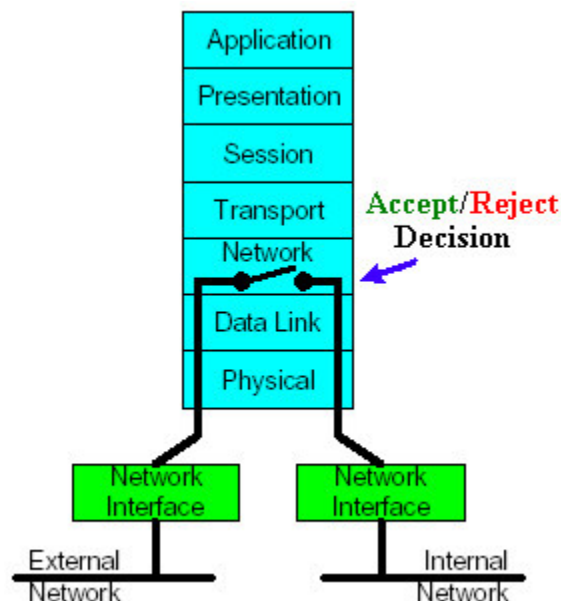 Application
Presentation
Session
Transport
Accept/Reject
Decision
Network
Data Link
Physical
Network
Interface
Network
Interface
External
Network
Internal
Network